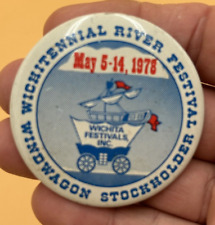 WICHITENNIAL RIVER FESTIVAL
May 5-14, 1978
WICHITA
FESTIVALS,
INC.
WINDWAGON STOCKHOLDER